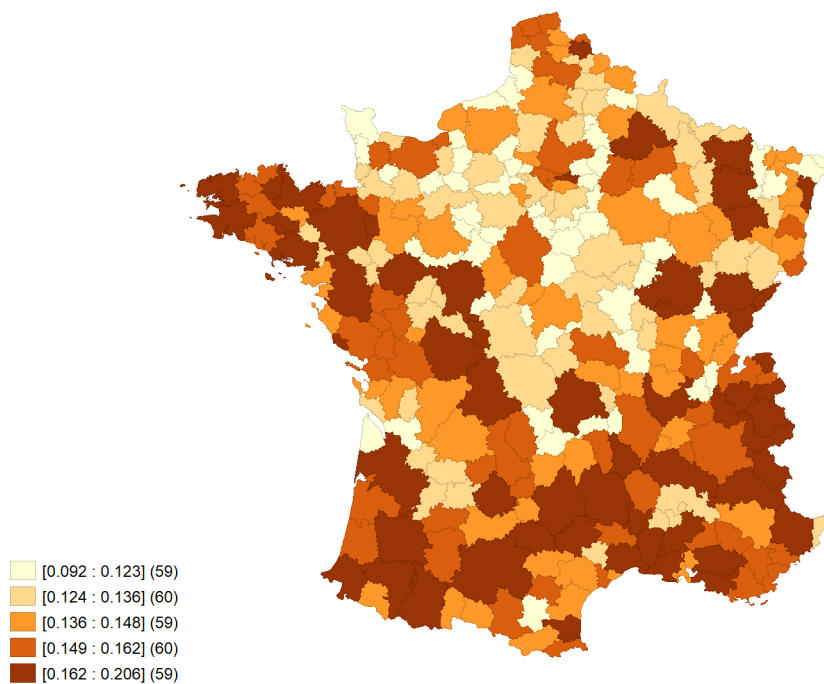 [0.092 : 0.123] (59)
[0.124 : 0.136] (60)
[0.136 : 0.148] (59)
[0.149 : 0.162] (60)
[0.162 : 0.206] (59)